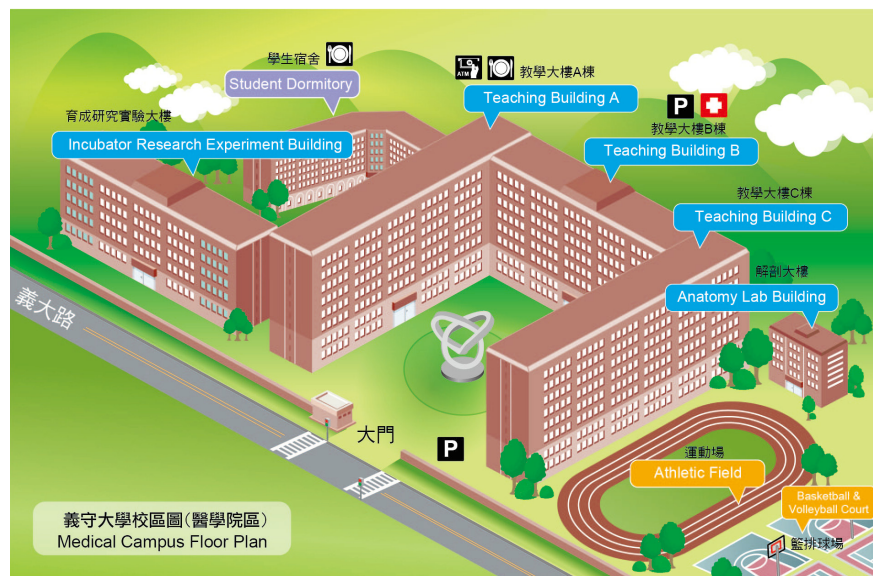 學生宿舍
Student Dormitory
ATM
教學大樓A棟
Teaching Building A
P
教學大樓B棟
Teaching Building B
育成研究實驗大樓
Incubator Research Experiment Building
教學大樓C棟
Teaching Building C
解剖大樓
Anatomy Lab Building
義大路
大門
P
運動場
Athletic Field
Basketball &
Volleyball Court
籃排球場
義守大學校區圖(醫學院區)
Medical Campus Floor Plan